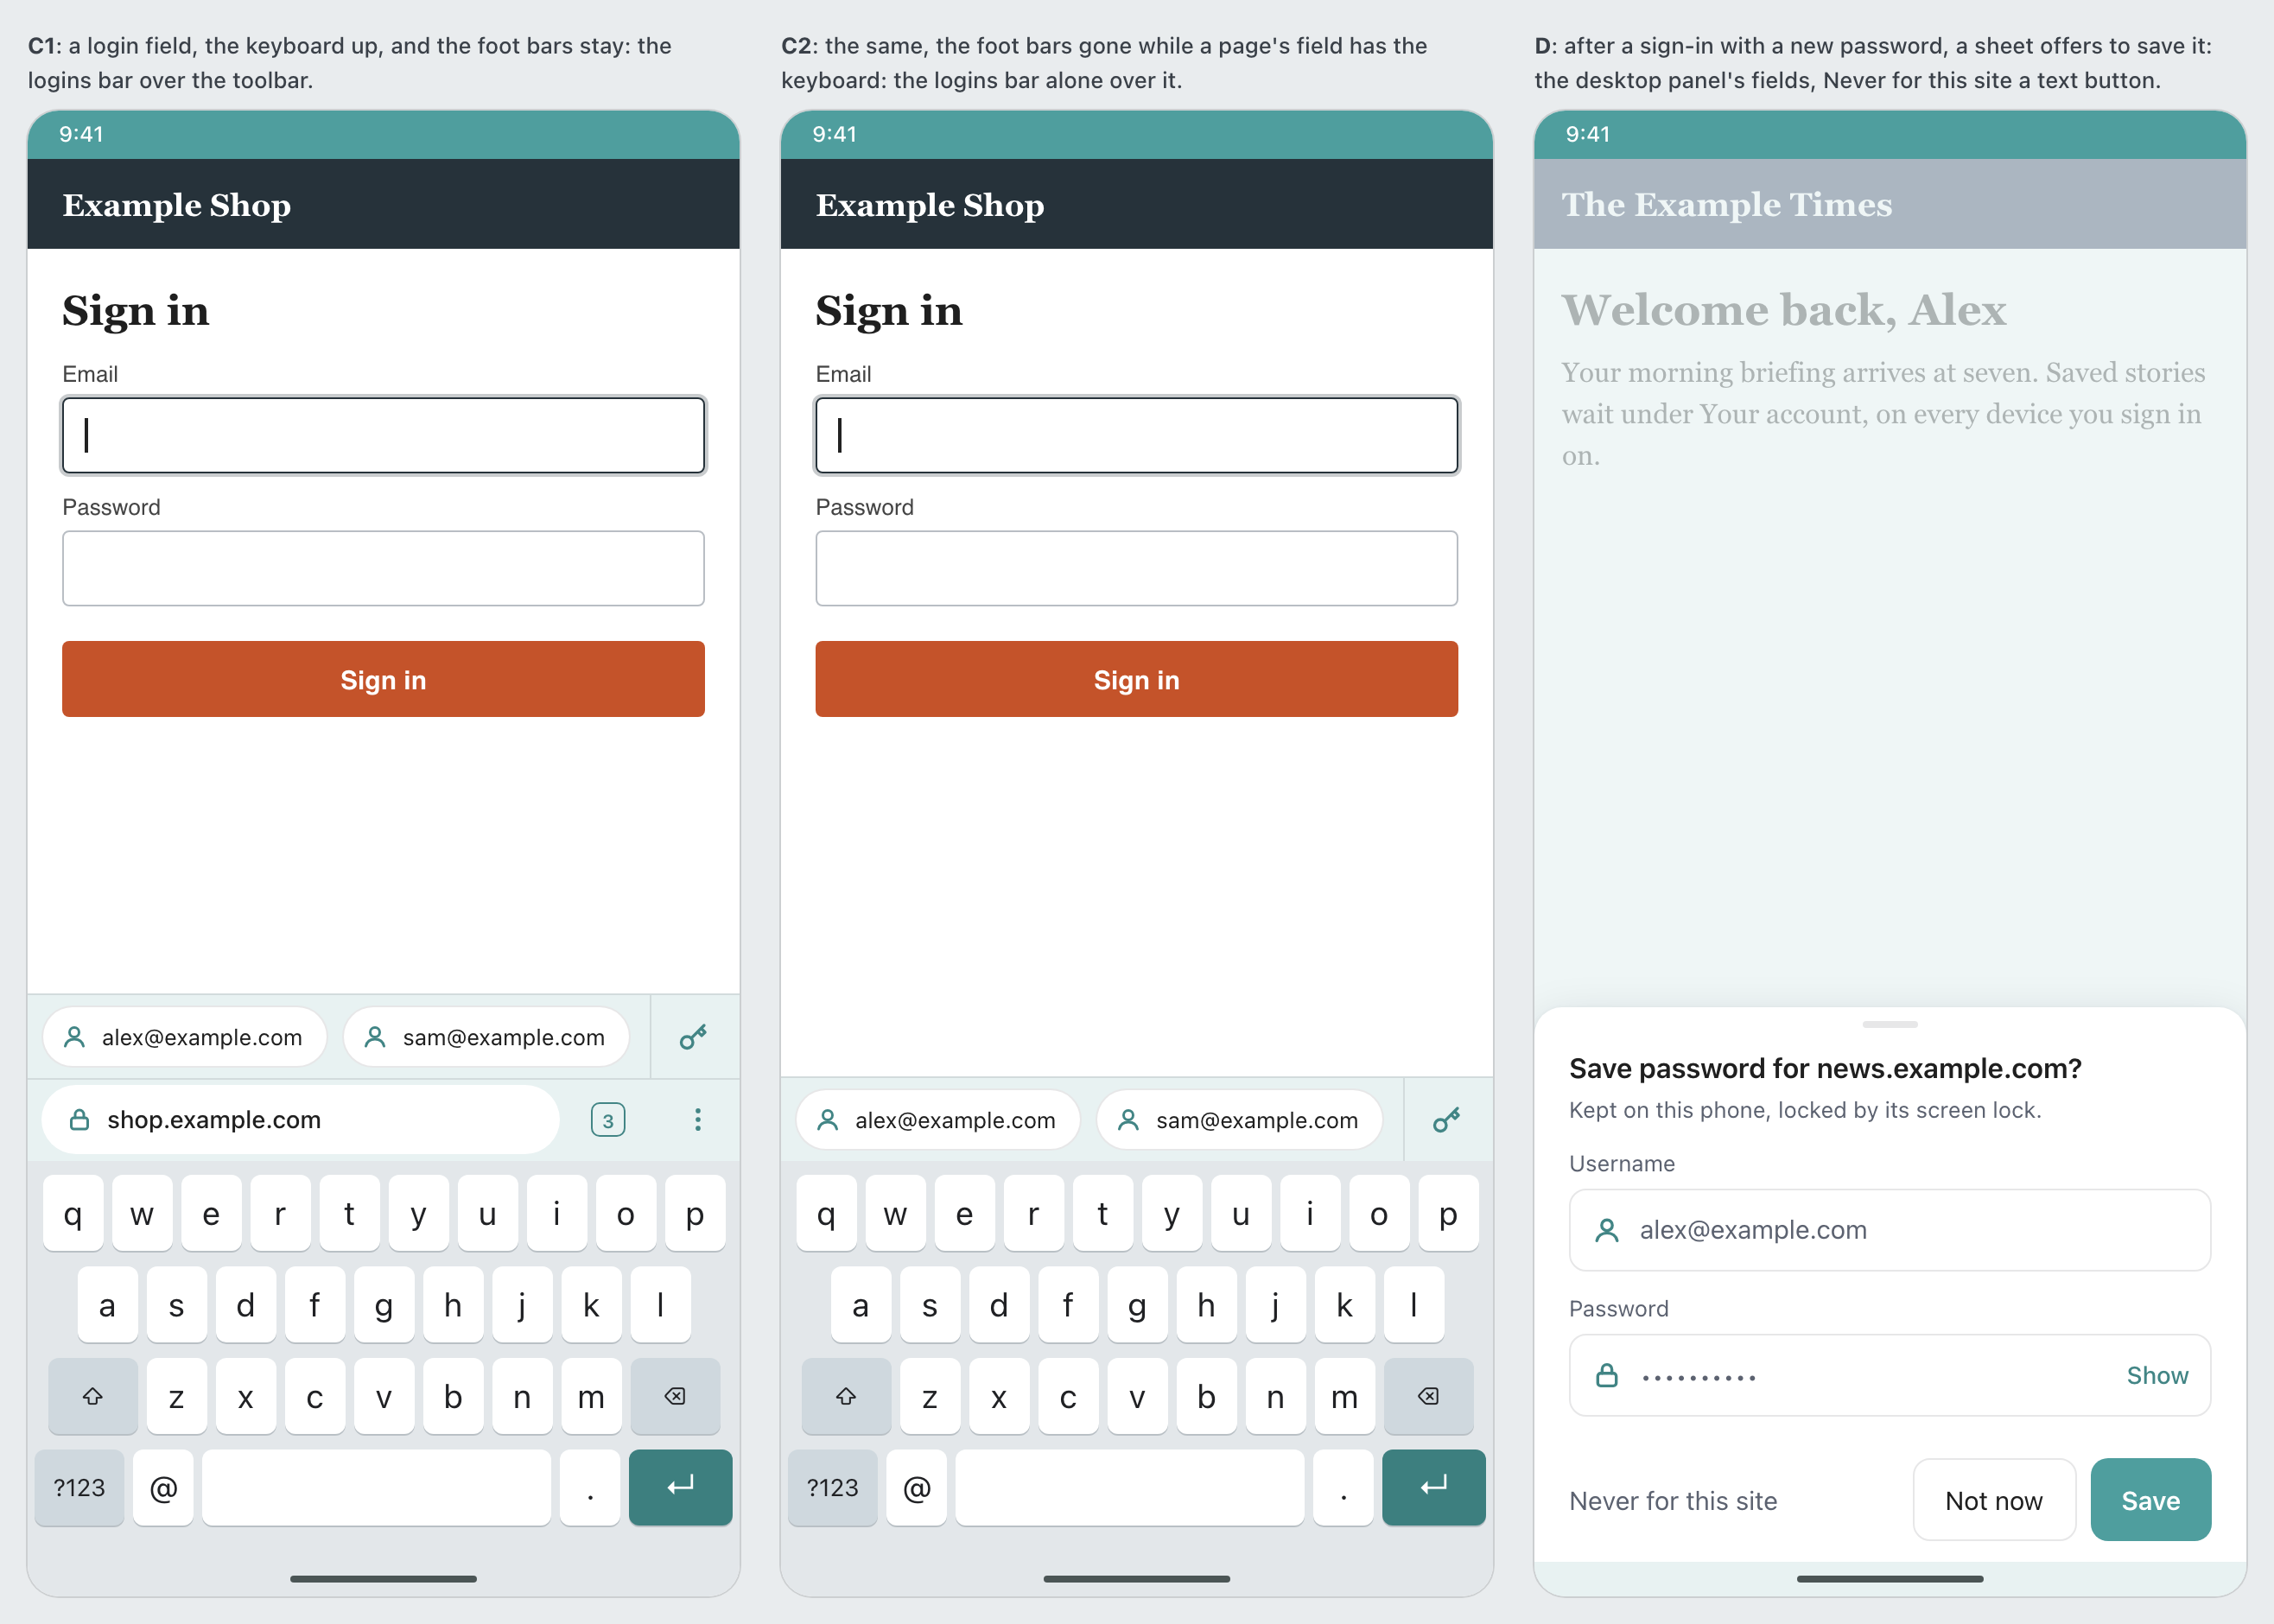 C1: a login field, the keyboard up, and the foot bars stay: the
logins bar over the toolbar.
9:41
Example Shop
Sign in
Email
Password
Sign in
alex@example.com
sam@example.com
shop.example.com
3
q w e r t y u i o p
a s d f g h j k l
z x c v b n m
?123 @ .
C2: the same, the foot bars gone while a page's field has the
keyboard: the logins bar alone over it.
9:41
Example Shop
Sign in
Email
Password
Sign in
alex@example.com
sam@example.com
q w e r t y u i o p
a s d f g h j k l
z x c v b n m
?123 @ .
D: after a sign-in with a new password, a sheet offers to save it:
the desktop panel's fields, Never for this site a text button.
9:41
The Example Times
Welcome back, Alex
Your morning briefing arrives at seven. Saved stories
wait under Your account, on every device you sign in
on.
Save password for news.example.com?
Kept on this phone, locked by its screen lock.
Username
alex@example.com
Password
••••••••••
Show
Never for this site
Not now
Save